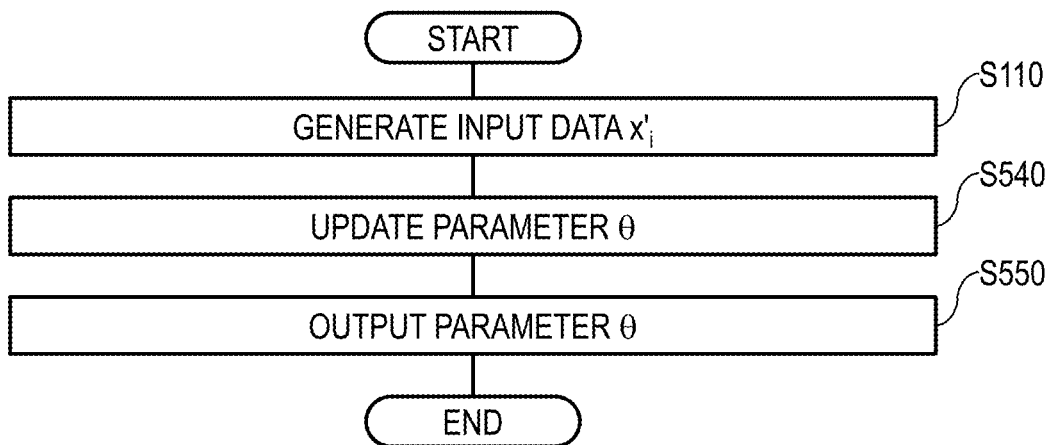 START
S110
GENERATE INPUT DATA x'i
S540
UPDATE PARAMETER θ
S550
OUTPUT PARAMETER θ
END